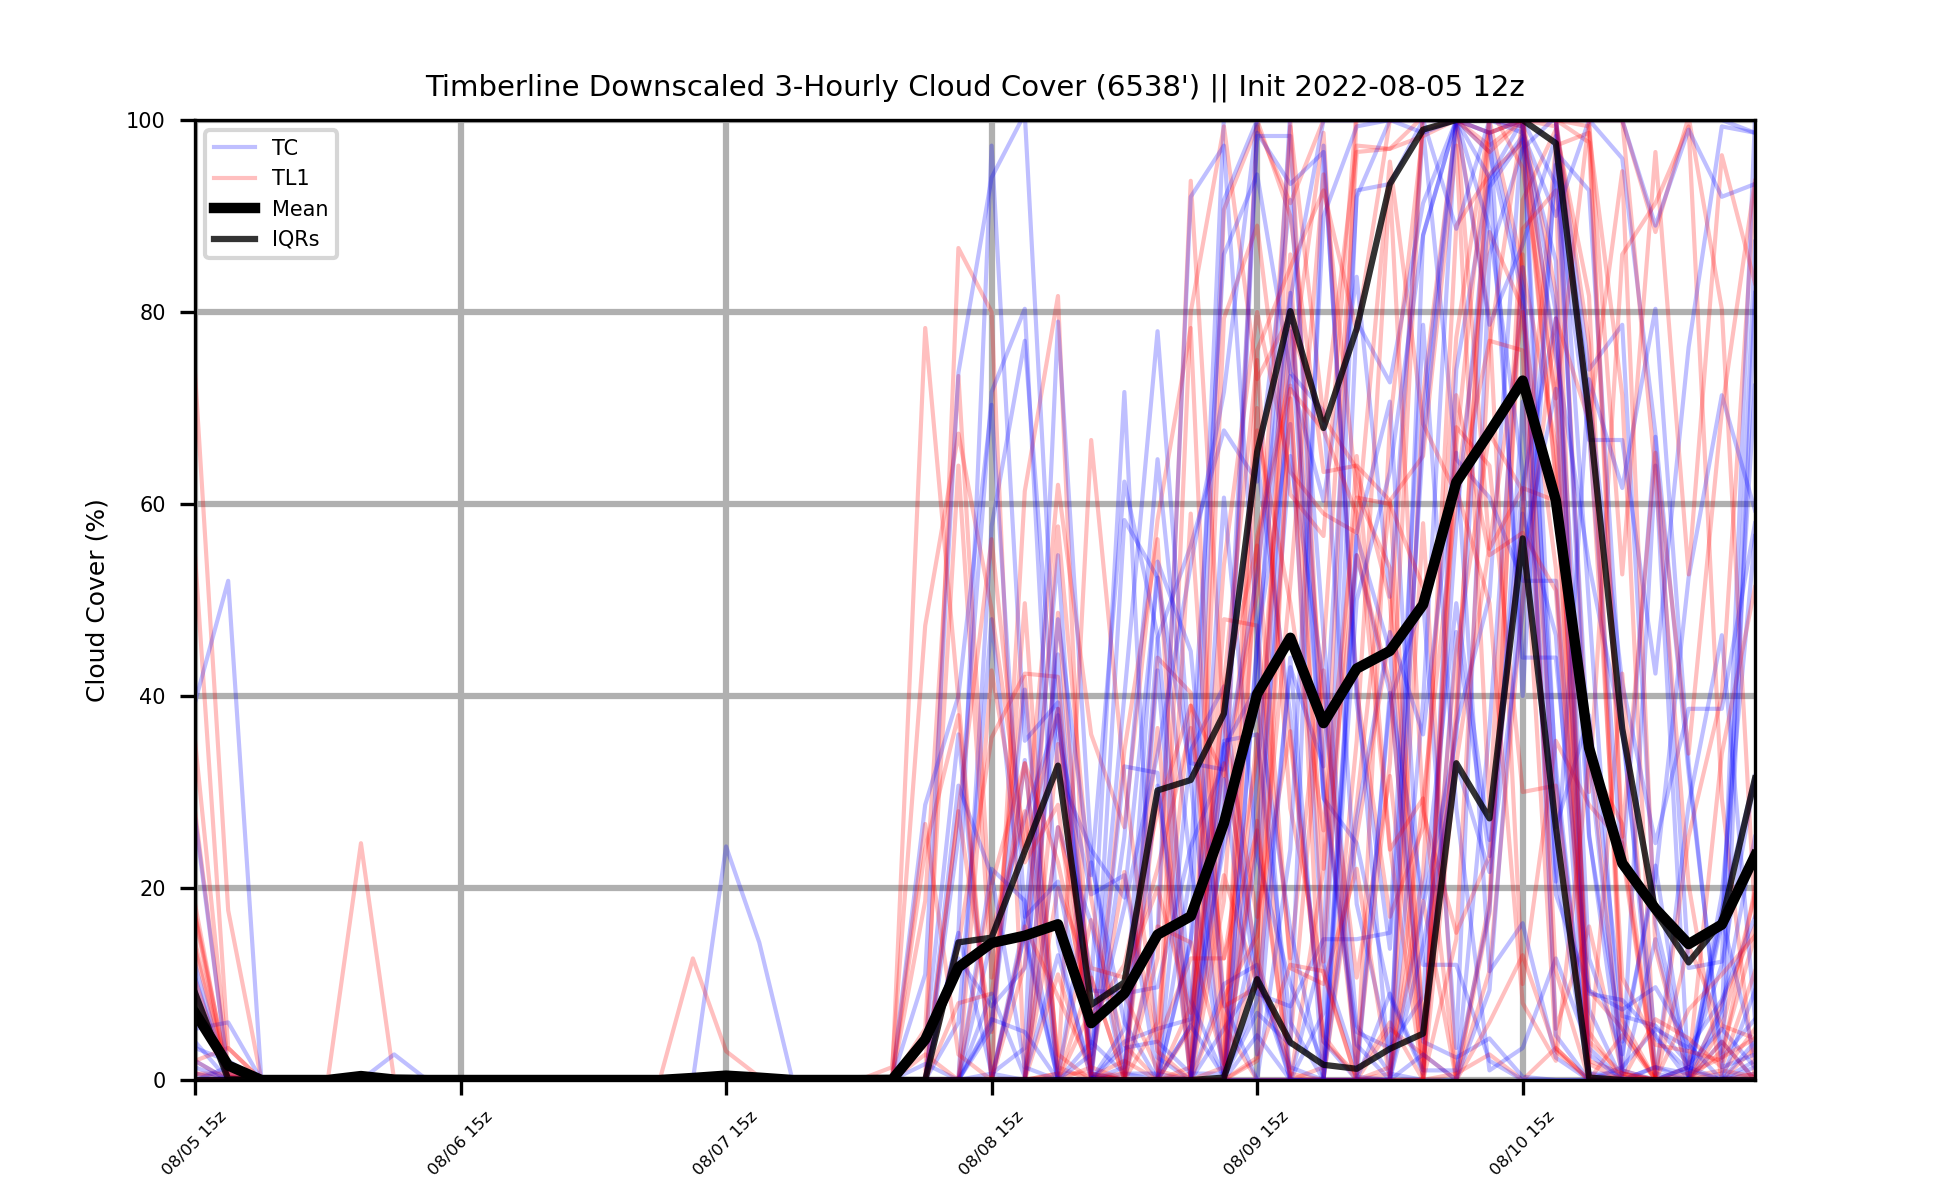 Timberline Downscaled 3-Hourly Cloud Cover (6538') || Init 2022-08-05 12z
Cloud Cover (%)
100
80
60
40
20
0
TC
TL1
Mean
IQRs
08/05 15z
08/06 15z
08/07 15z
08/08 15z
08/09 15z
08/10 15z